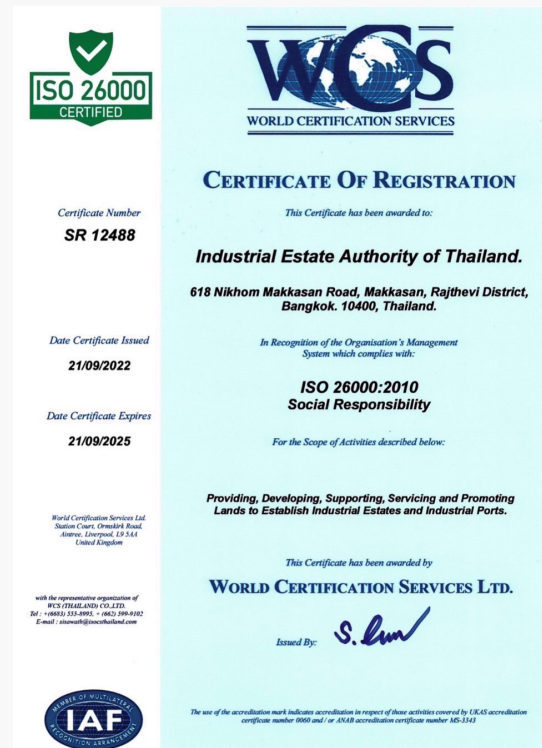 ISO 26000
CERTIFIED
WCS
WORLD CERTIFICATION SERVICES
CERTIFICATE OF REGISTRATION
Certificate Number
SR 12488
This Certificate has been awarded to:
Industrial Estate Authority of Thailand.
618 Nikhom Makkasan Road, Makkasan, Rajthevi District,
Bangkok. 10400, Thailand.
Date Certificate Issued
21/09/2022
In Recognition of the Organisation's Management
System which complies with:
ISO 26000:2010
Social Responsibility
Date Certificate Expires
21/09/2025
For the Scope of Activities described below:
Providing, Developing, Supporting, Servicing and Promoting
Lands to Establish Industrial Estates and Industrial Ports.
World Certification Services Ltd.
Station Court, Ormskirk Road,
Aintree, Liverpool, L9 5AA
United Kingdom
This Certificate has been awarded by
WORLD CERTIFICATION SERVICES LTD.
with the representative organization of
WCS (THAILAND) CO.,LTD.
Tel : +(6683) 555-8995, + (662) 599-9102
E-mail : sisawath@isocsthailand.com
Issued By:
MEMBER OF MULTILATERAL
IAF
RECOGNITION ARRANGEMENT
The use of the accreditation mark indicates accreditation in respect of those activities covered by UKAS accreditation
certificate number 0060 and / or ANAB accreditation certificate number MS-3343